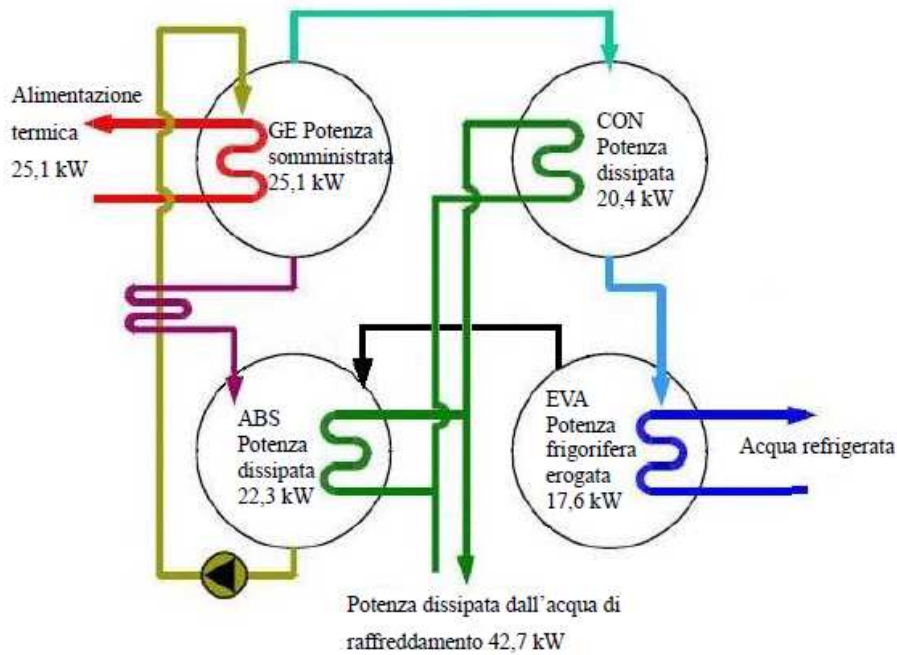 Alimentazione
termica
25,1 kW
GE Potenza
somministrata
25,1 kW
CON
Potenza
dissipata
20,4 kW
ABS
Potenza
dissipata
22,3 kW
EVA
Potenza
frigorifera
erogata
17,6 kW
Acqua refrigerata
Potenza dissipata dall’acqua di
raffreddamento 42,7 kW